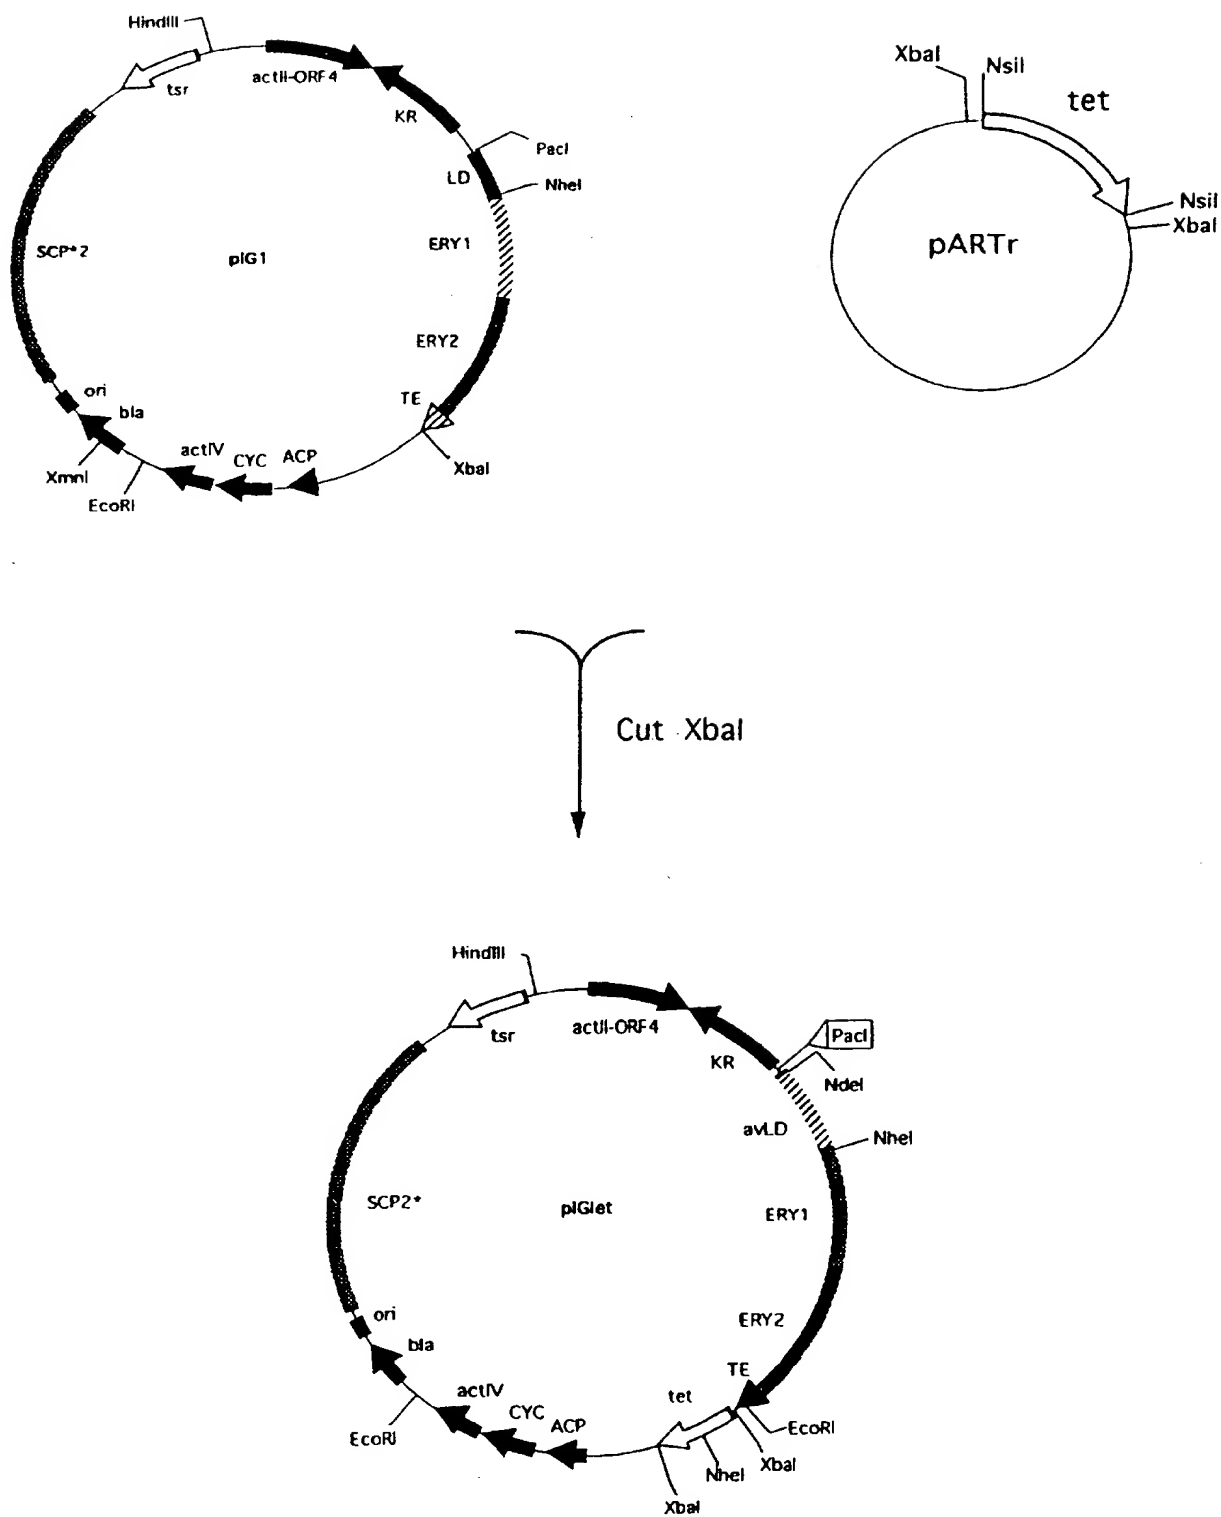 HindIII
actII-ORF4
tsr
KR
PacI
LD
NheI
SCP*2
pIG1
ERY1
ERY2
TE
ori
bla
actIV
CYC
ACP
XbaI
XmnI
EcoRI
XbaI
NsiI
tet
NsiI
XbaI
pARTr
Cut XbaI
HindIII
actII-ORF4
tsr
KR
PacI
NdeI
avLD
NheI
SCP2*
pIGlet
ERY1
ERY2
ori
bla
TE
tet
actIV
CYC
ACP
EcoRI
EcoRI
XbaI
NheI
XbaI